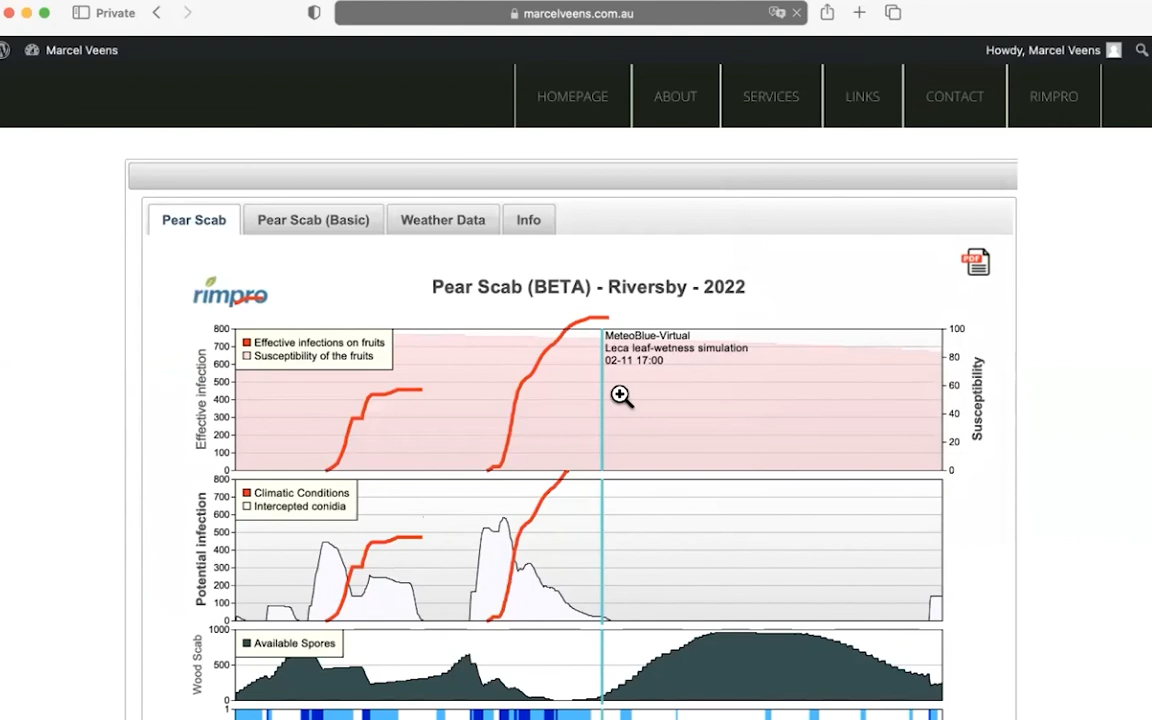 Private
marcelveens.com.au
Marcel Veens
Howdy, Marcel Veens
HOMEPAGE
ABOUT
SERVICES
LINKS
CONTACT
RIMPRO
Pear Scab
Pear Scab (Basic)
Weather Data
Info
PDF
rimpro
Pear Scab (BETA) - Riversby - 2022
Effective infection
800
700
600
500
400
300
200
100
0
Effective infections on fruits
Susceptibility of the fruits
MeteoBlue-Virtual
Leca leaf-wetness simulation
02-11 17:00
100
80
60
40
20
0
Susceptibility
Potential infection
800
700
600
500
400
300
200
100
0
Climatic Conditions
Intercepted conidia
Wood Scab
1000
500
0
Available Spores
1